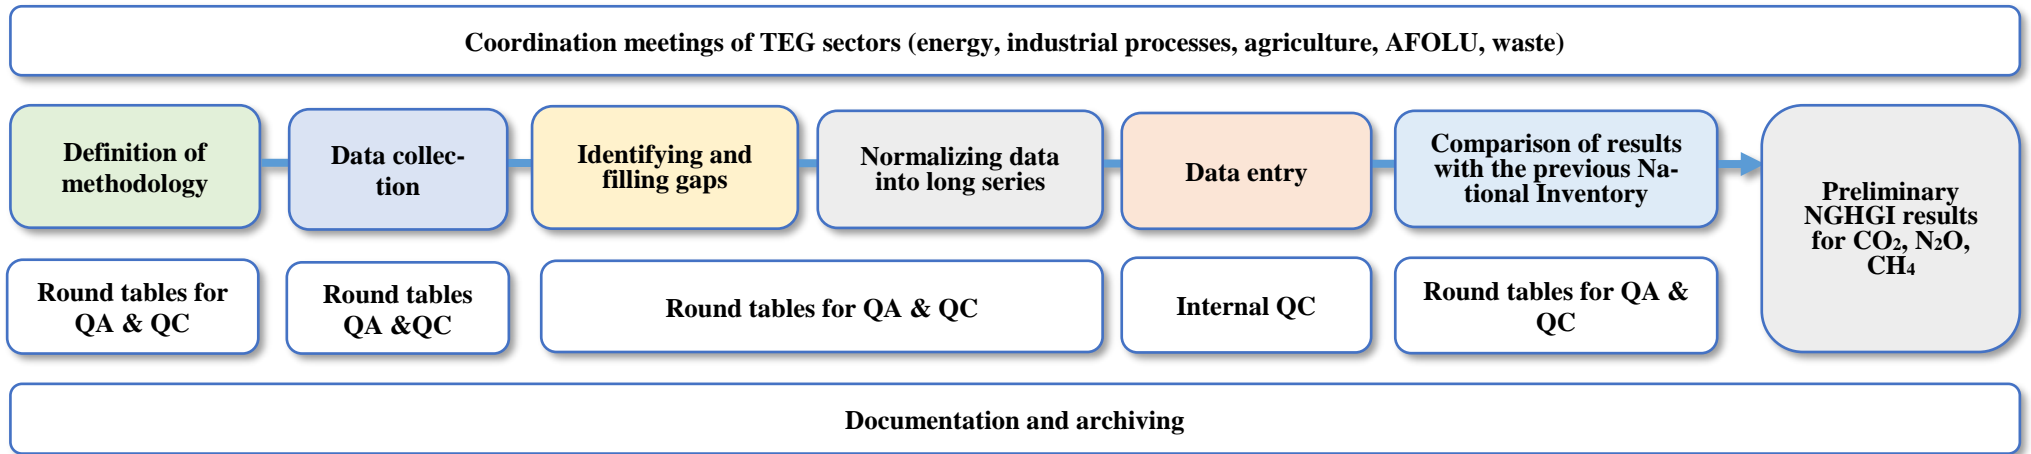 Coordination meetings of TEG sectors (energy, industrial processes, agriculture, AFOLU, waste)
Definition of
methodology
Data collec-
tion
Identifying and
filling gaps
Normalizing data
into long series
Data entry
Comparison of results
with the previous Na-
tional Inventory
Preliminary
NGHGI results
for CO₂, N₂O,
CH₄
Round tables for
QA & QC
Round tables
QA &QC
Round tables for QA & QC
Internal QC
Round tables for QA &
QC
Documentation and archiving